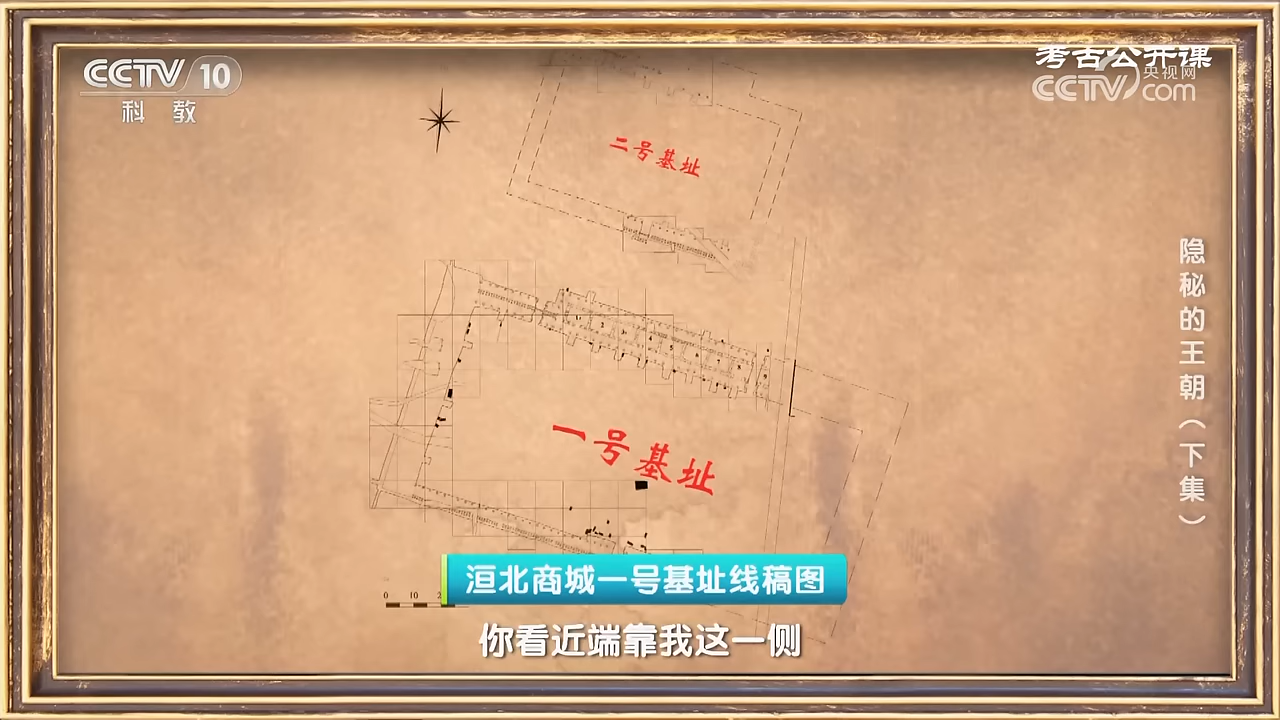 CCTV 10
科教
考古公开课
央视网
CCTV com
二号基址
一号基址
隐秘的王朝（下集）
0 10 2
洹北商城一号基址线稿图
你看近端靠我这一侧